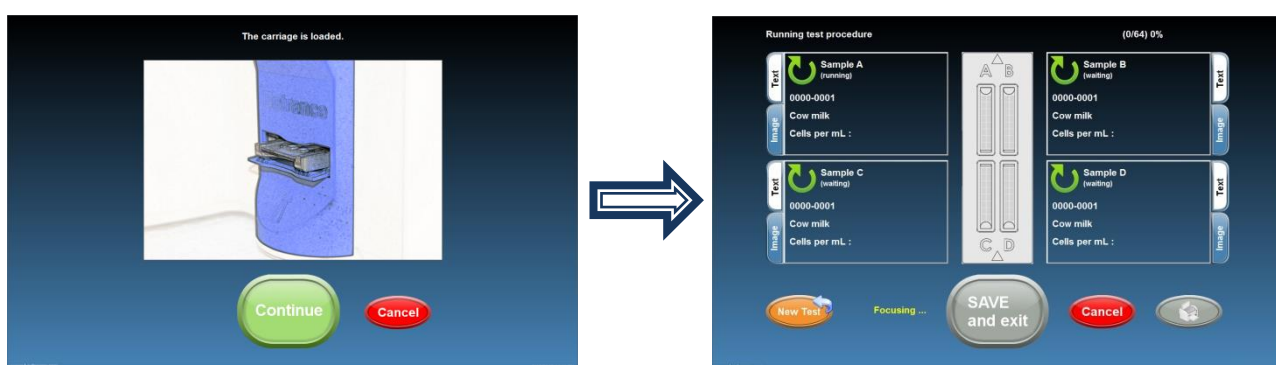 The carriage is loaded.
Continue
Cancel
Running test procedure
(0/64) 0%
Text
Image
Sample A
(running)
0000-0001
Cow milk
Cells per mL :
A B
Sample B
(waiting)
0000-0001
Cow milk
Cells per mL :
Text
Image
Text
Image
Sample C
(waiting)
0000-0001
Cow milk
Cells per mL :
C D
Sample D
(waiting)
0000-0001
Cow milk
Cells per mL :
Text
Image
New Test
Focusing ...
SAVE
and exit
Cancel